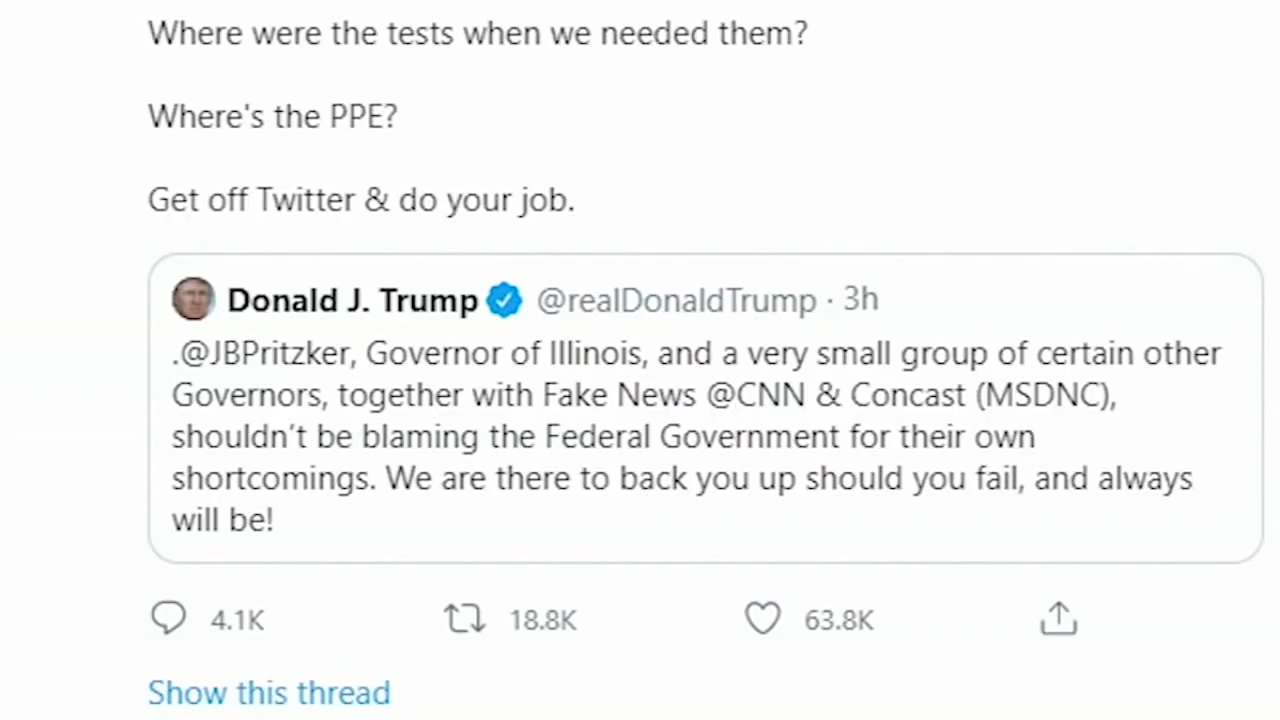 Where were the tests when we needed them?
Where's the PPE?
Get off Twitter & do your job.
Donald J. Trump @realDonaldTrump · 3h
.@JBPritzker, Governor of Illinois, and a very small group of certain other
Governors, together with Fake News @CNN & Concast (MSDNC),
shouldn't be blaming the Federal Government for their own
shortcomings. We are there to back you up should you fail, and always
will be!
4.1K 18.8K 63.8K
Show this thread